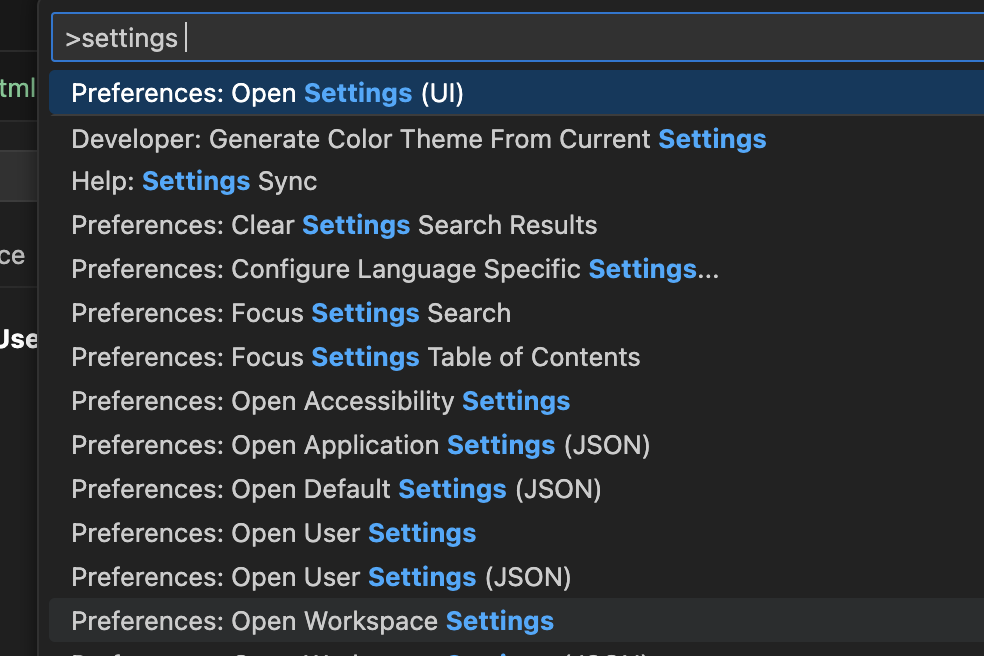 >settings
Preferences: Open Settings (UI)
tml
Developer: Generate Color Theme From Current Settings
Help: Settings Sync
Preferences: Clear Settings Search Results
ce
Preferences: Configure Language Specific Settings...
Preferences: Focus Settings Search
Use
Preferences: Focus Settings Table of Contents
Preferences: Open Accessibility Settings
Preferences: Open Application Settings (JSON)
Preferences: Open Default Settings (JSON)
Preferences: Open User Settings
Preferences: Open User Settings (JSON)
Preferences: Open Workspace Settings